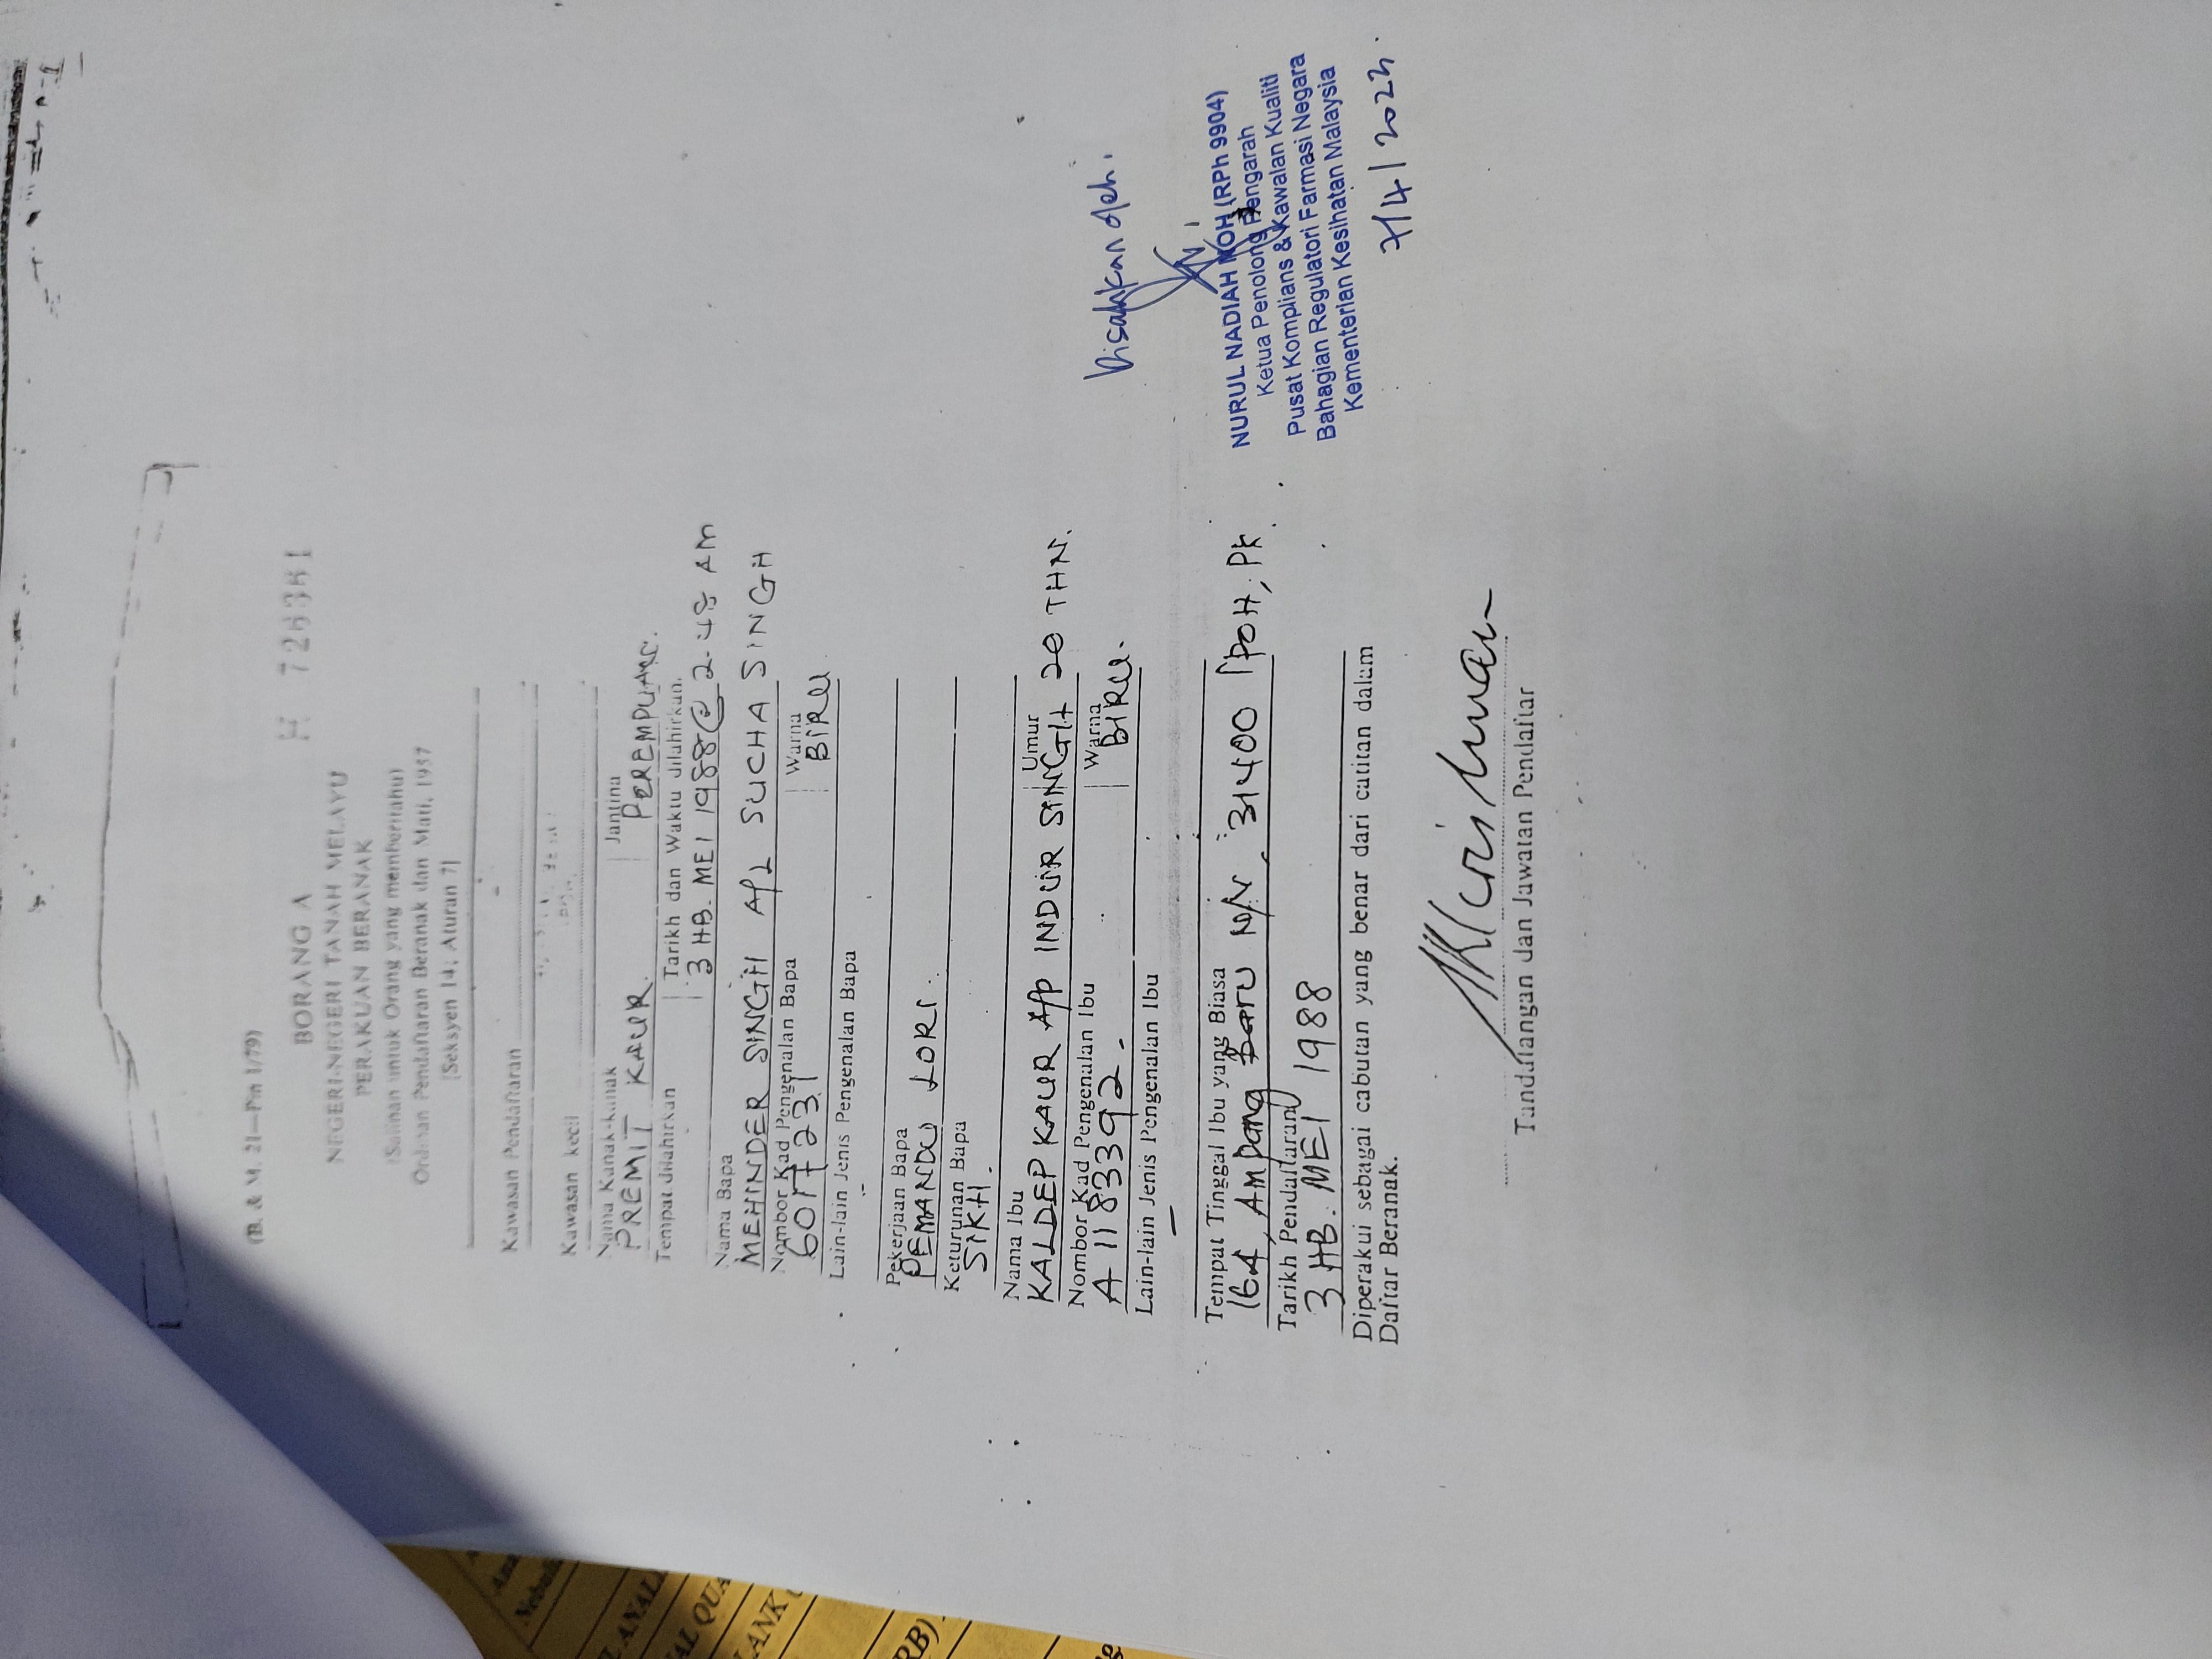 (B. & M. 21—Pin 1/79)
BORANG A
H 726361
NEGERI-NEGERI TANAH MELAYU
PERAKUAN BERANAK
(Salinan untuk Orang yang memberitahu)
Ordinan Pendaftaran Beranak dan Mati, 1957
[Seksyen 14; Aturan 7]
Kawasan Pendaftaran
Kawasan kecil
Nama Kanak-kanak
Jantina
PREMIT KAUR.
PEREMPUAN.
Tempat dilahirkan
Tarikh dan Waktu dilahirkan.
3 HB. MEI 1988 @ 2.48 AM
Nama Bapa
MEHINDER SINGH A/L SUCHA SINGH
Nombor Kad Pengenalan Bapa
Warna
6017231
BIRU
Lain-lain Jenis Pengenalan Bapa
-
Pekerjaan Bapa
PEMANDU LORI.
Keturunan Bapa
SIKH.
Nama Ibu
Umur
KALDEP KAUR A/P INDUR SINGH 20 THN.
Nombor Kad Pengenalan Ibu
Warna
A 1183392.
BIRU.
Lain-lain Jenis Pengenalan Ibu
-
Tempat Tinggal Ibu yang Biasa
164, Ampang Baru N/V, 31400 IPOH, PK.
Tarikh Pendaftaran
3 HB. MEI 1988
Diperakui sebagai cabutan yang benar dari catitan dalam
Daftar Beranak.
Tandatangan dan Jawatan Pendaftar
Disahkan oleh.
NURUL NADIAH NOH (RPh 9904)
Ketua Penolong Pengarah
Pusat Komplians & Kawalan Kualiti
Bahagian Regulatori Farmasi Negara
Kementerian Kesihatan Malaysia
7/4/2023.